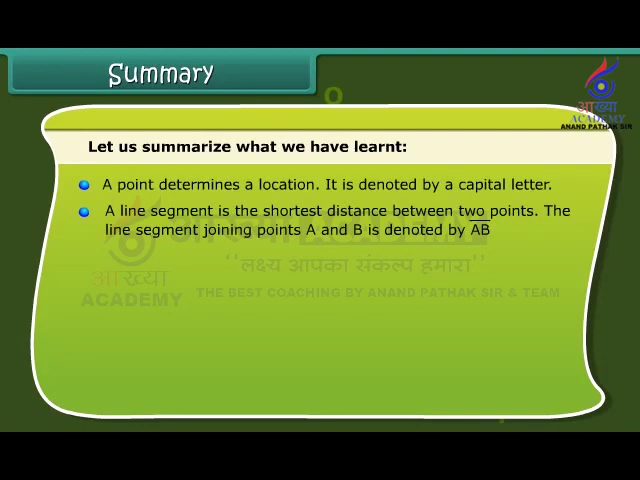 Summary
आख्या
ACADEMY
ANAND PATHAK SIR
Let us summarize what we have learnt:
A point determines a location. It is denoted by a capital letter.
A line segment is the shortest distance between two points. The
line segment joining points A and B is denoted by A̅B̅
आख्या ACADEMY
"लक्ष्य आपका संकल्प हमारा"
आख्या
ACADEMY
THE BEST COACHING BY ANAND PATHAK SIR & TEAM